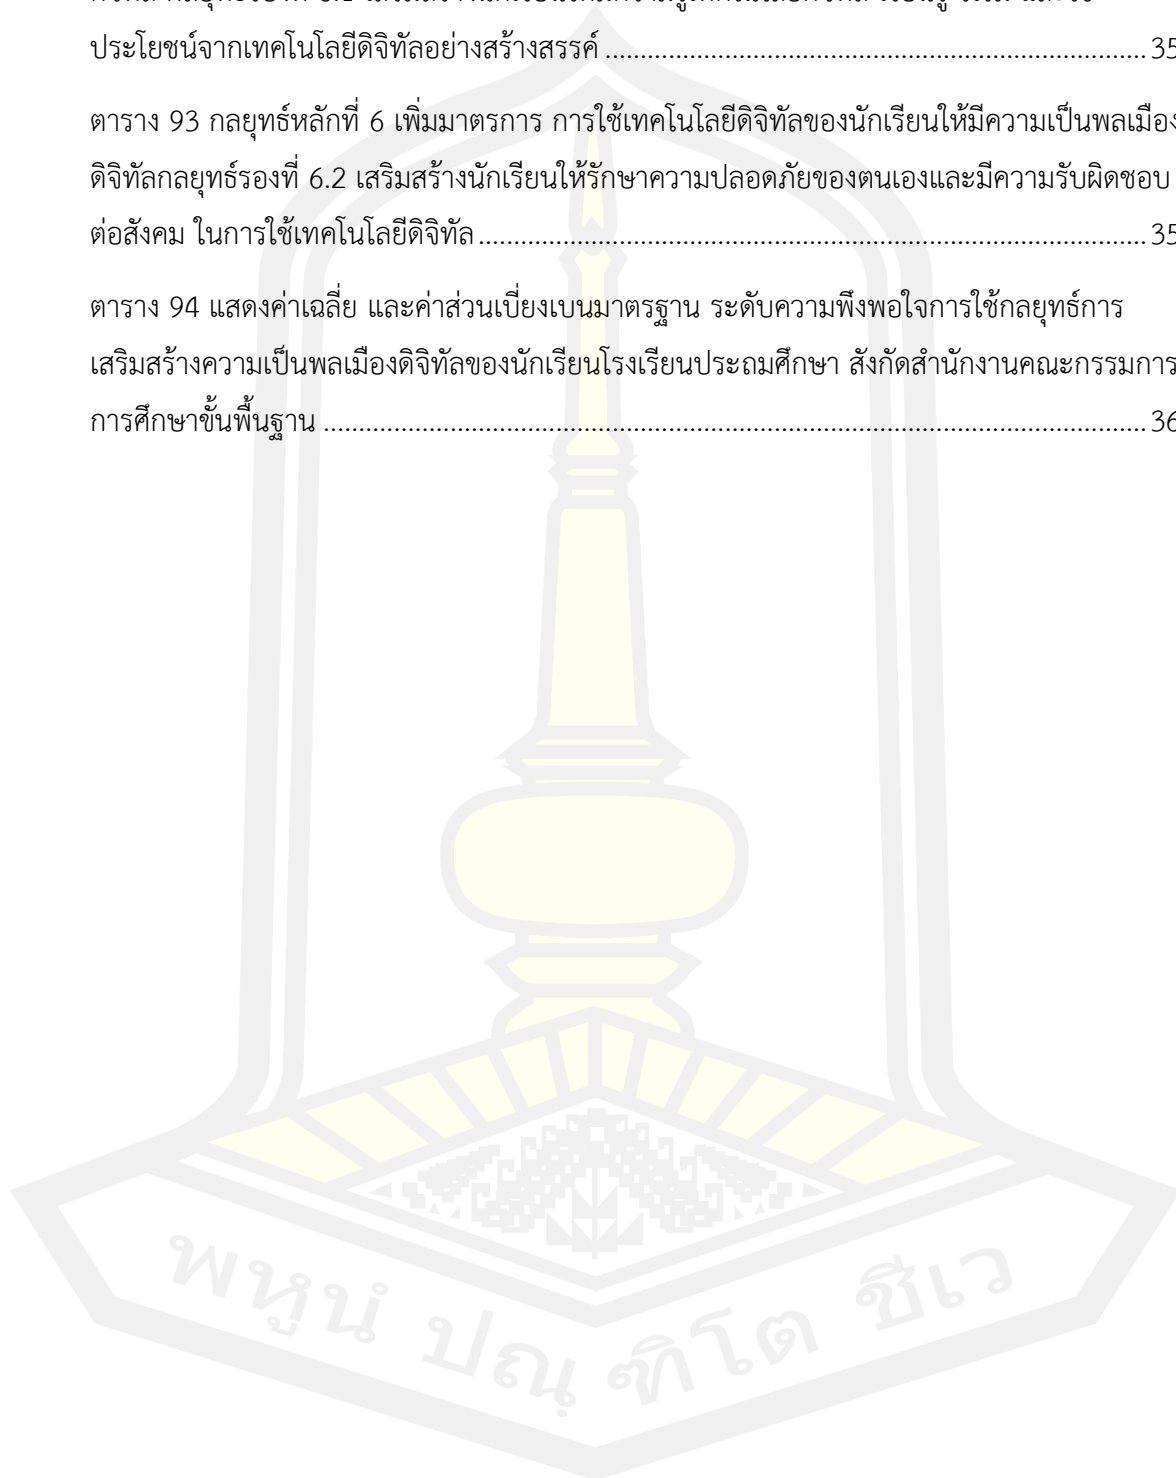 ประโยชน์จากเทคโนโลยีดิจิทัลอย่างสร้างสรรค์ ........ 35
ตาราง 93 กลยุทธ์หลักที่ 6 เพิ่มมาตรการ การใช้เทคโนโลยีดิจิทัลของนักเรียนให้มีความเป็นพลเมือง
ดิจิทัลกลยุทธ์รองที่ 6.2 เสริมสร้างนักเรียนให้รักษาความปลอดภัยของตนเองและมีความรับผิดชอบ
ต่อสังคม ในการใช้เทคโนโลยีดิจิทัล ........ 35
ตาราง 94 แสดงค่าเฉลี่ย และค่าส่วนเบี่ยงเบนมาตรฐาน ระดับความพึงพอใจการใช้กลยุทธ์การ
เสริมสร้างความเป็นพลเมืองดิจิทัลของนักเรียนโรงเรียนประถมศึกษา สังกัดสำนักงานคณะกรรมการ
การศึกษาขั้นพื้นฐาน ........ 36
พหูนํ ปณฺฑิโต ชีเว